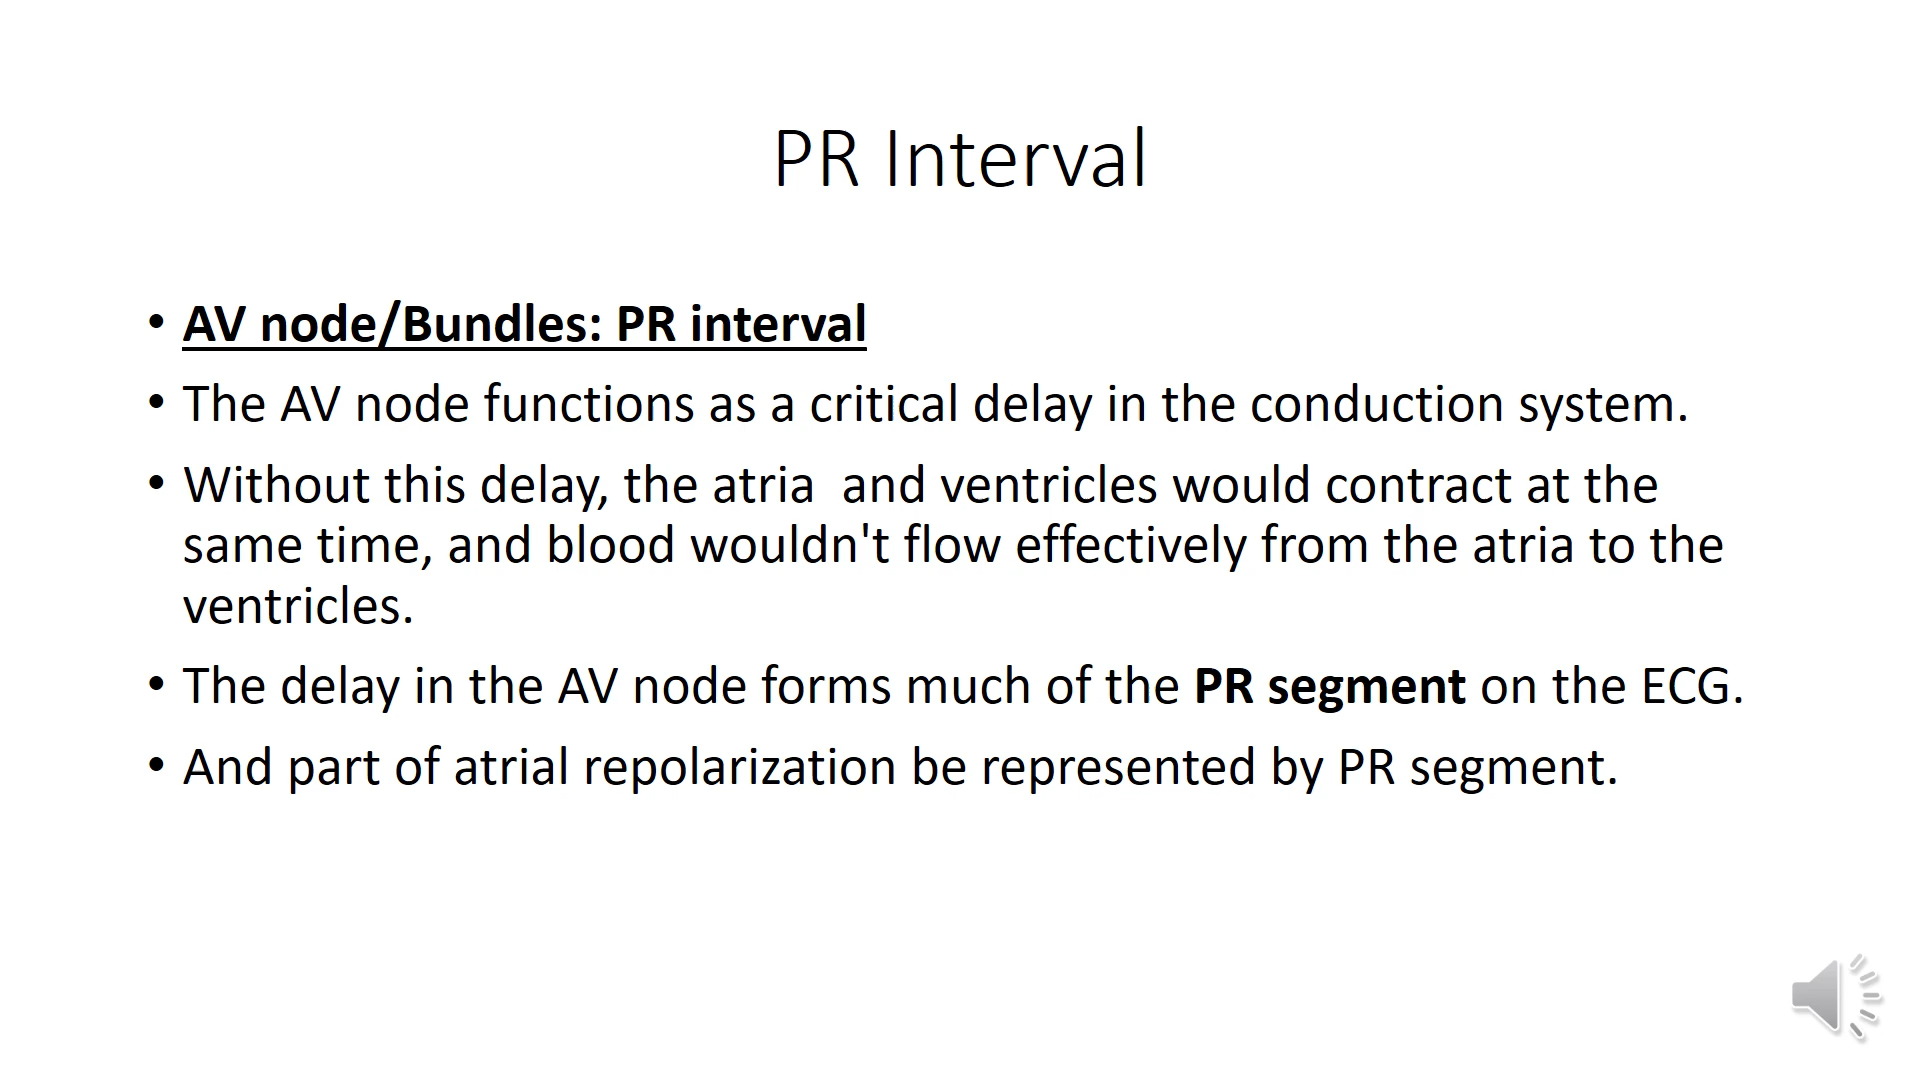 PR Interval
• AV node/Bundles: PR interval
• The AV node functions as a critical delay in the conduction system.
• Without this delay, the atria  and ventricles would contract at the
same time, and blood wouldn't flow effectively from the atria to the
ventricles.
• The delay in the AV node forms much of the PR segment on the ECG.
• And part of atrial repolarization be represented by PR segment.